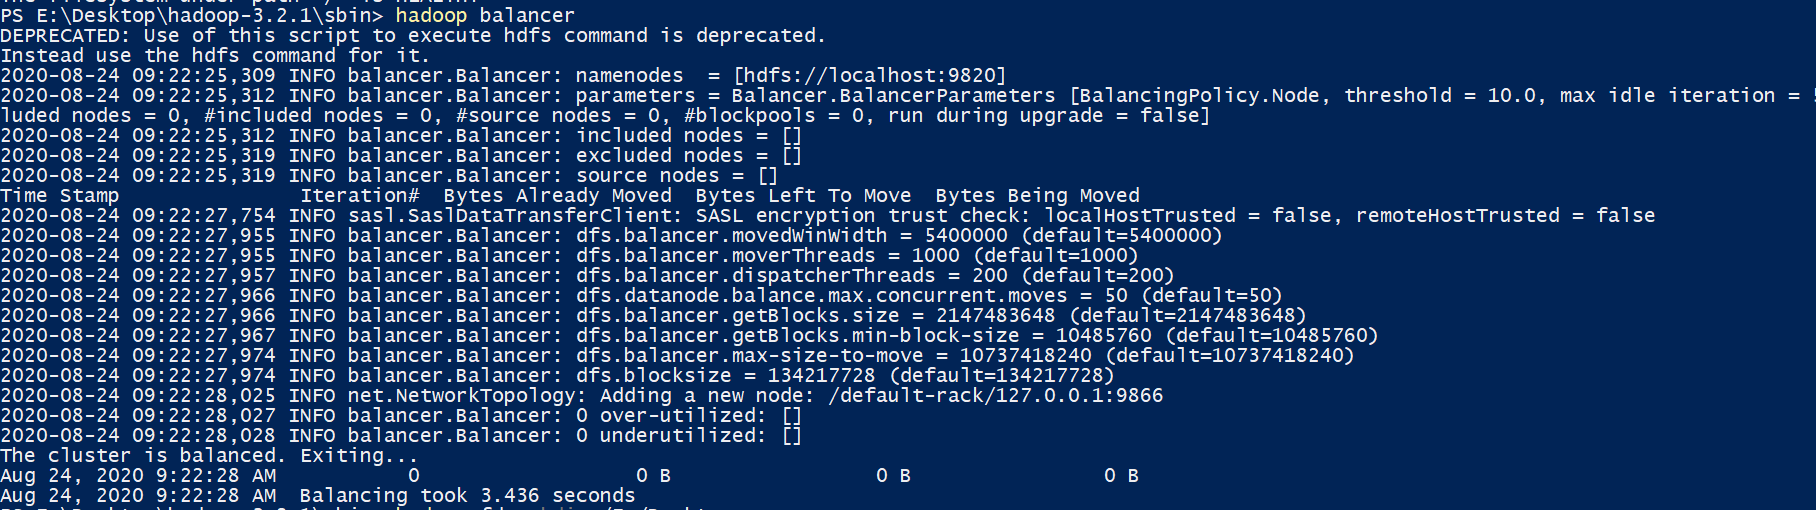 PS E:\Desktop\hadoop-3.2.1\sbin> hadoop balancer
DEPRECATED: Use of this script to execute hdfs command is deprecated.
Instead use the hdfs command for it.
2020-08-24 09:22:25,309 INFO balancer.Balancer: namenodes  = [hdfs://localhost:9820]
2020-08-24 09:22:25,312 INFO balancer.Balancer: parameters = Balancer.BalancerParameters [BalancingPolicy.Node, threshold = 10.0, max idle iteration =
luded nodes = 0, #included nodes = 0, #source nodes = 0, #blockpools = 0, run during upgrade = false]
2020-08-24 09:22:25,312 INFO balancer.Balancer: included nodes = []
2020-08-24 09:22:25,319 INFO balancer.Balancer: excluded nodes = []
2020-08-24 09:22:25,319 INFO balancer.Balancer: source nodes = []
Time Stamp               Iteration#  Bytes Already Moved  Bytes Left To Move  Bytes Being Moved
2020-08-24 09:22:27,754 INFO sasl.SaslDataTransferClient: SASL encryption trust check: localHostTrusted = false, remoteHostTrusted = false
2020-08-24 09:22:27,955 INFO balancer.Balancer: dfs.balancer.movedWinWidth = 5400000 (default=5400000)
2020-08-24 09:22:27,955 INFO balancer.Balancer: dfs.balancer.moverThreads = 1000 (default=1000)
2020-08-24 09:22:27,957 INFO balancer.Balancer: dfs.balancer.dispatcherThreads = 200 (default=200)
2020-08-24 09:22:27,966 INFO balancer.Balancer: dfs.datanode.balance.max.concurrent.moves = 50 (default=50)
2020-08-24 09:22:27,966 INFO balancer.Balancer: dfs.balancer.getBlocks.size = 2147483648 (default=2147483648)
2020-08-24 09:22:27,967 INFO balancer.Balancer: dfs.balancer.getBlocks.min-block-size = 10485760 (default=10485760)
2020-08-24 09:22:27,974 INFO balancer.Balancer: dfs.balancer.max-size-to-move = 10737418240 (default=10737418240)
2020-08-24 09:22:27,974 INFO balancer.Balancer: dfs.blocksize = 134217728 (default=134217728)
2020-08-24 09:22:28,025 INFO net.NetworkTopology: Adding a new node: /default-rack/127.0.0.1:9866
2020-08-24 09:22:28,027 INFO balancer.Balancer: 0 over-utilized: []
2020-08-24 09:22:28,028 INFO balancer.Balancer: 0 underutilized: []
The cluster is balanced. Exiting...
Aug 24, 2020 9:22:28 AM           0                  0 B                 0 B                0 B
Aug 24, 2020 9:22:28 AM  Balancing took 3.436 seconds